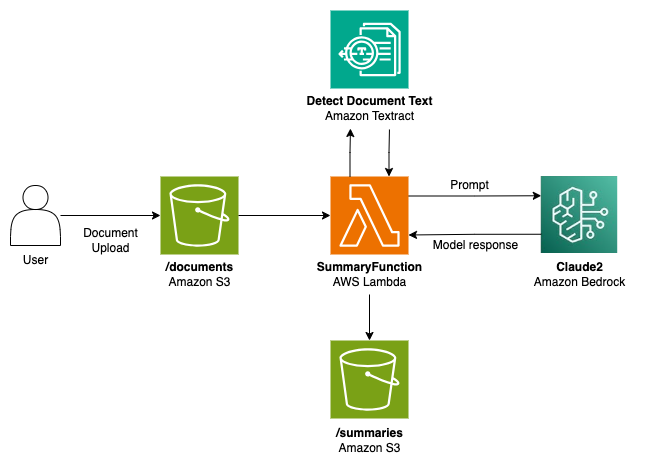 Detect Document Text
Amazon Textract
Prompt
Document
Upload
Model response
User
/documents
Amazon S3
SummaryFunction
AWS Lambda
Claude2
Amazon Bedrock
/summaries
Amazon S3